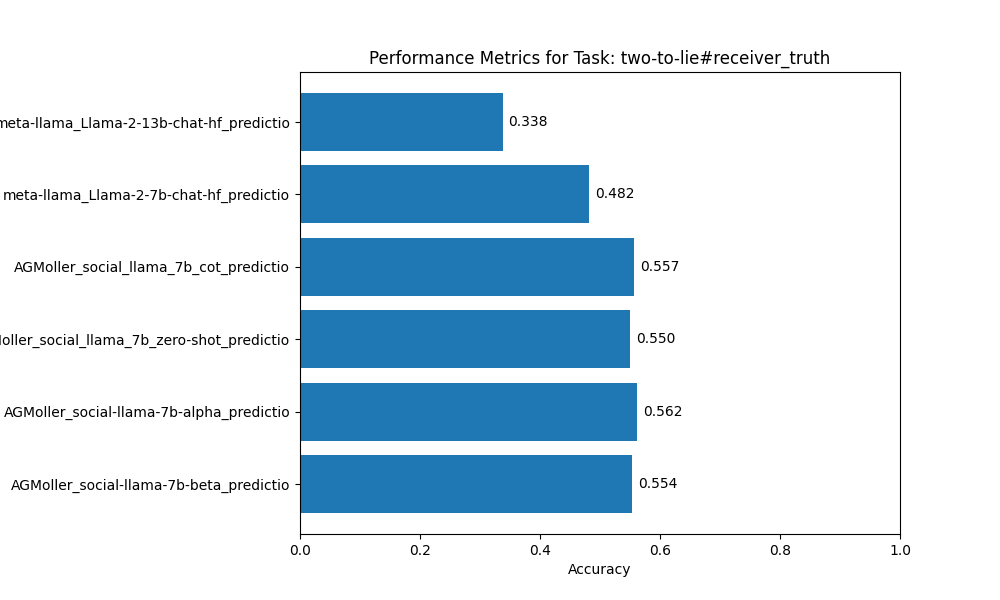 Performance Metrics for Task: two-to-lie#receiver_truth
meta-llama_Llama-2-13b-chat-hf_predictio
0.338
meta-llama_Llama-2-7b-chat-hf_predictio
0.482
AGMoller_social_llama_7b_cot_predictio
0.557
oller_social_llama_7b_zero-shot_predictio
0.550
AGMoller_social-llama-7b-alpha_predictio
0.562
AGMoller_social-llama-7b-beta_predictio
0.554
0.0 0.2 0.4 0.6 0.8 1.0
Accuracy